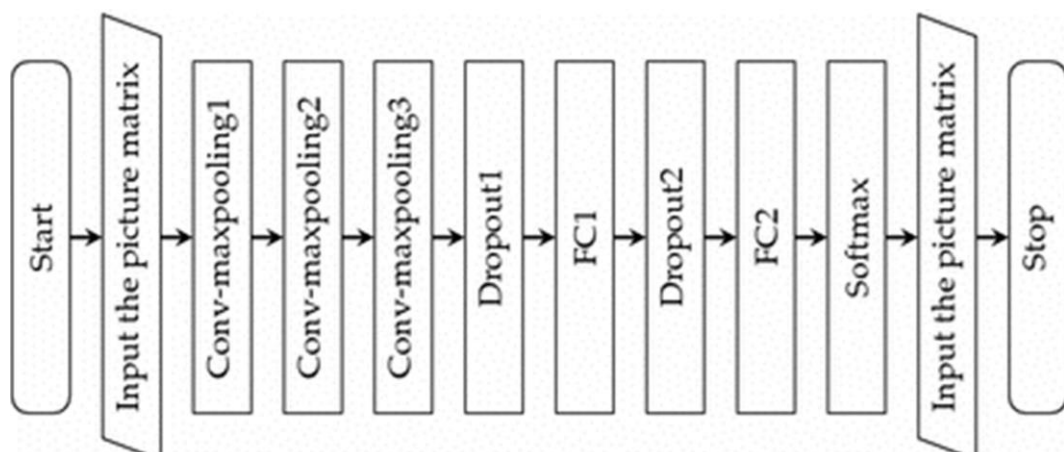 Start
Input the picture matrix
Conv-maxpooling1
Conv-maxpooling2
Conv-maxpooling3
Dropout1
FC1
Dropout2
FC2
Softmax
Input the picture matrix
Stop